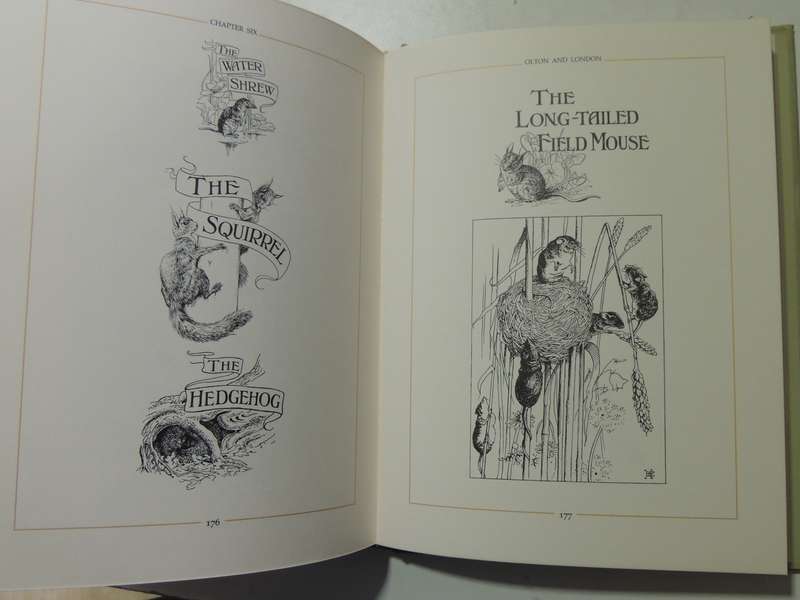 CHAPTER SIX
THE
WATER
SHREW
THE
SQUIRREL
THE
HEDGEHOG
176
OLTON AND LONDON
THE
LONG-TAILED
FIELD MOUSE
177